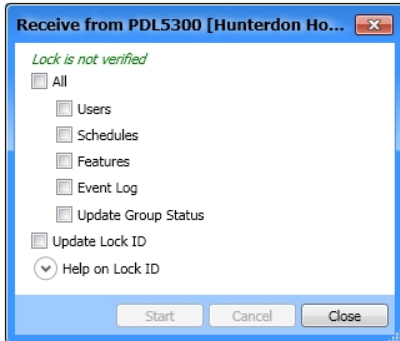 Receive from PDL5300 [Hunterdon Ho...
Lock is not verified
All
Users
Schedules
Features
Event Log
Update Group Status
Update Lock ID
Help on Lock ID
Start Cancel Close